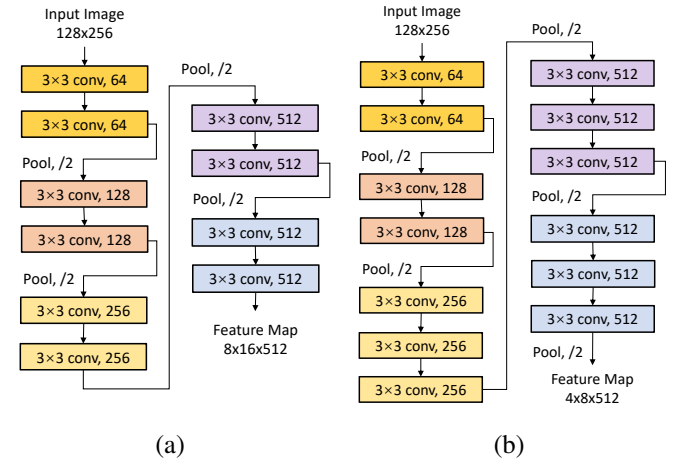 Input Image
128x256
3×3 conv, 64
3×3 conv, 64
Pool, /2
3×3 conv, 128
3×3 conv, 128
Pool, /2
3×3 conv, 256
3×3 conv, 256
Pool, /2
3×3 conv, 512
3×3 conv, 512
Pool, /2
3×3 conv, 512
3×3 conv, 512
Feature Map
8x16x512
(a)
Input Image
128x256
3×3 conv, 64
3×3 conv, 64
Pool, /2
3×3 conv, 128
3×3 conv, 128
Pool, /2
3×3 conv, 256
3×3 conv, 256
3×3 conv, 256
Pool, /2
3×3 conv, 512
3×3 conv, 512
3×3 conv, 512
Pool, /2
3×3 conv, 512
3×3 conv, 512
3×3 conv, 512
Pool, /2
Feature Map
4x8x512
(b)